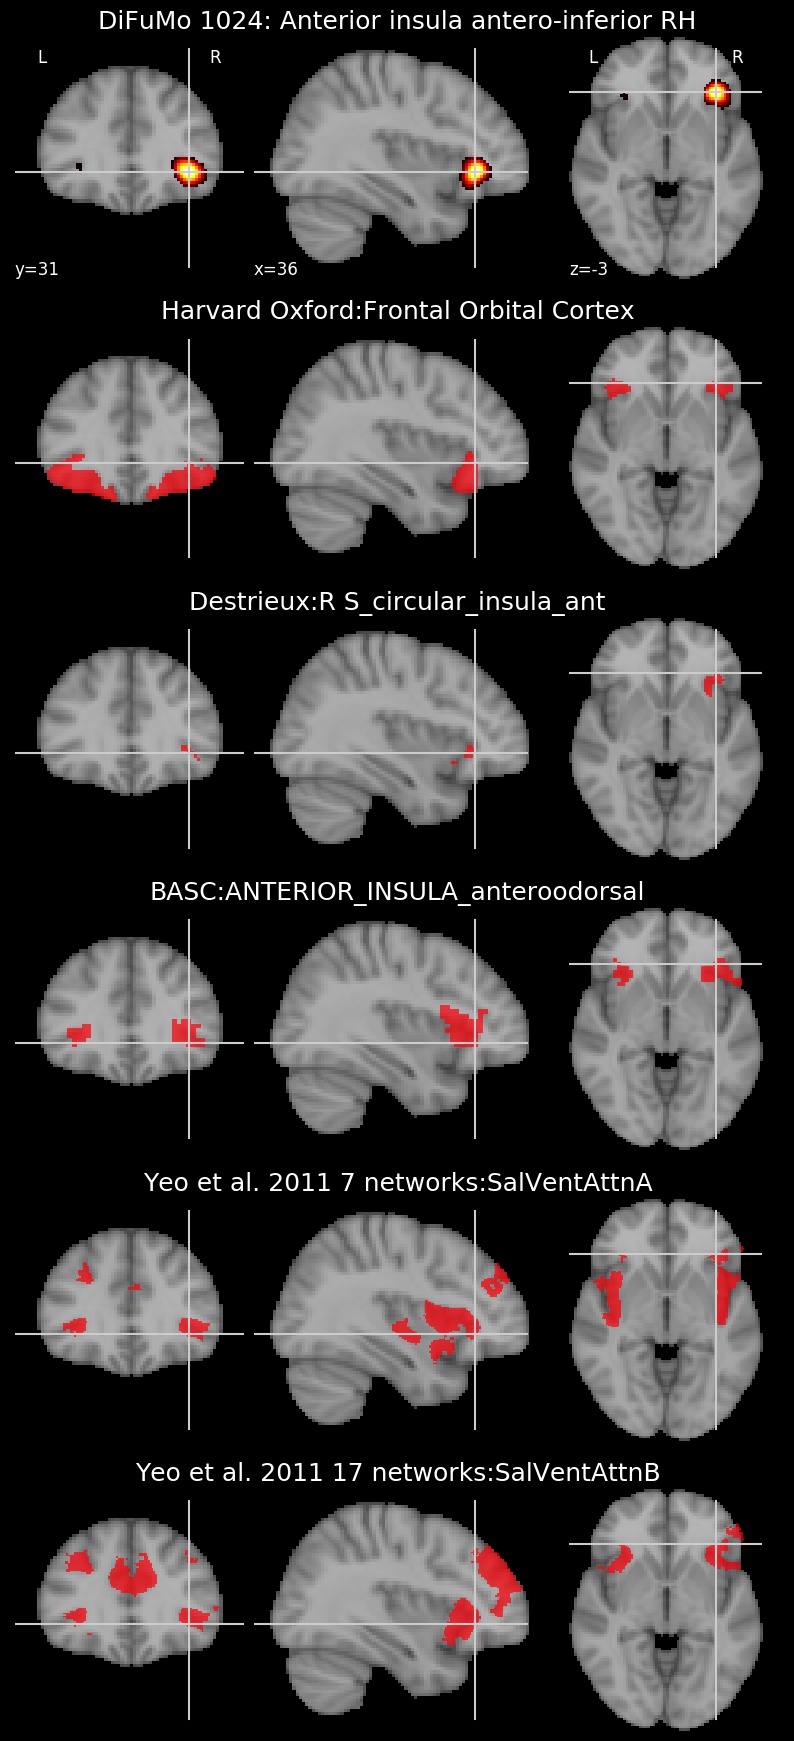 DiFuMo 1024: Anterior insula antero-inferior RH
L R L R
y=31 x=36 z=-3
Harvard Oxford:Frontal Orbital Cortex
Destrieux:R S_circular_insula_ant
BASC:ANTERIOR_INSULA_anteroodorsal
Yeo et al. 2011 7 networks:SalVentAttnA
Yeo et al. 2011 17 networks:SalVentAttnB